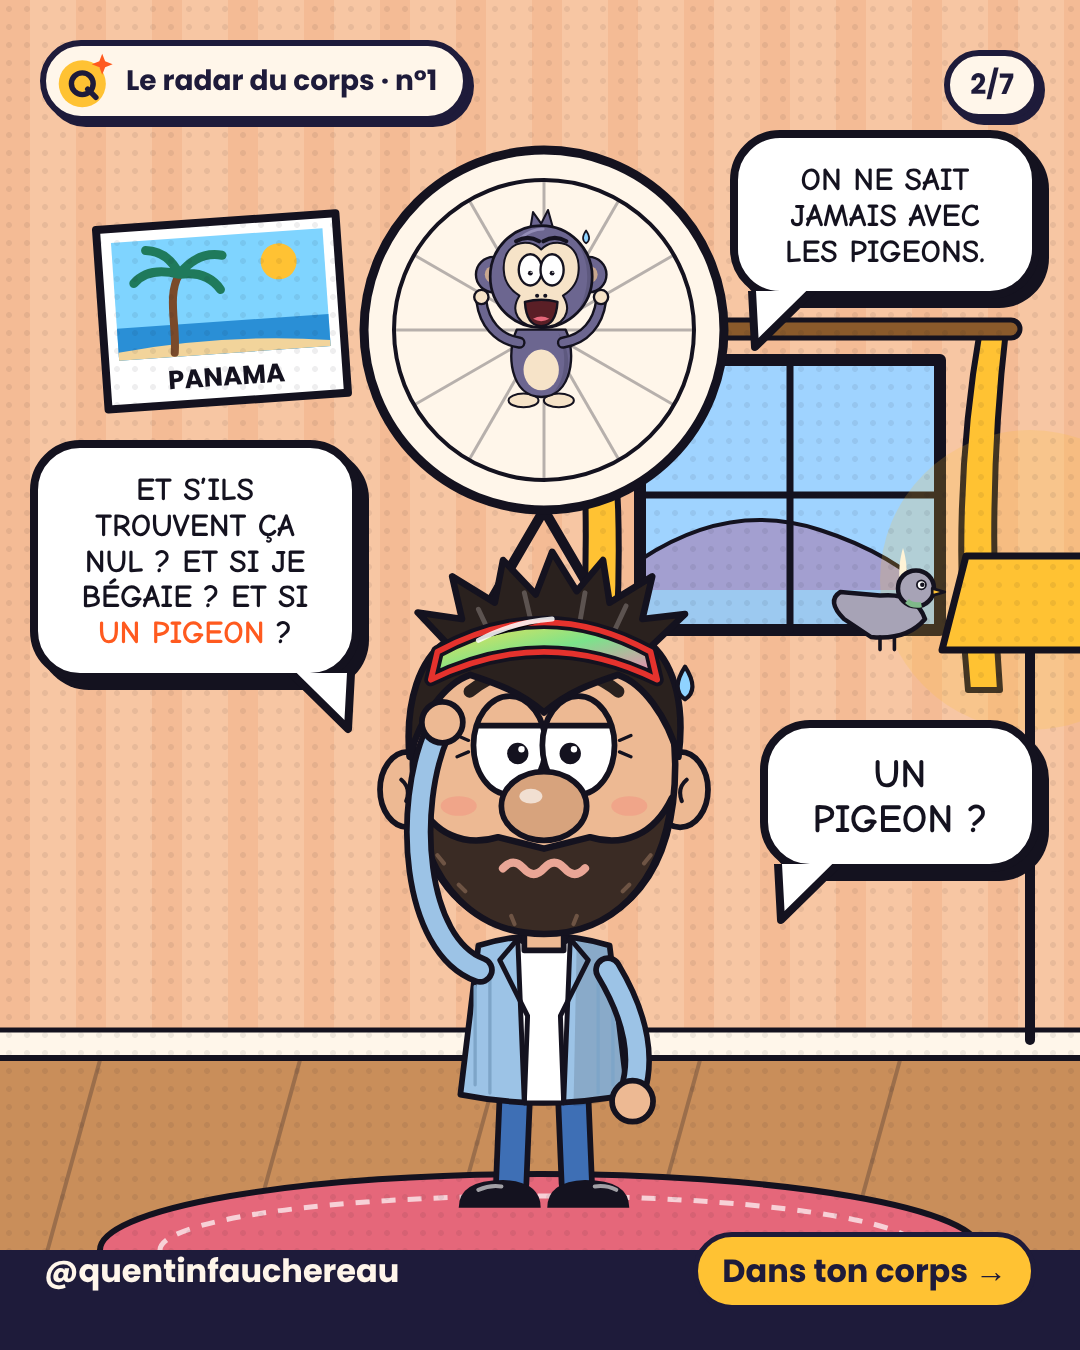 Q Le radar du corps · n°1
2/7
ON NE SAIT
JAMAIS AVEC
LES PIGEONS.
PANAMA
ET S'ILS
TROUVENT ÇA
NUL ? ET SI JE
BÉGAIE ? ET SI
UN PIGEON ?
UN
PIGEON ?
@quentinfauchereau
Dans ton corps →